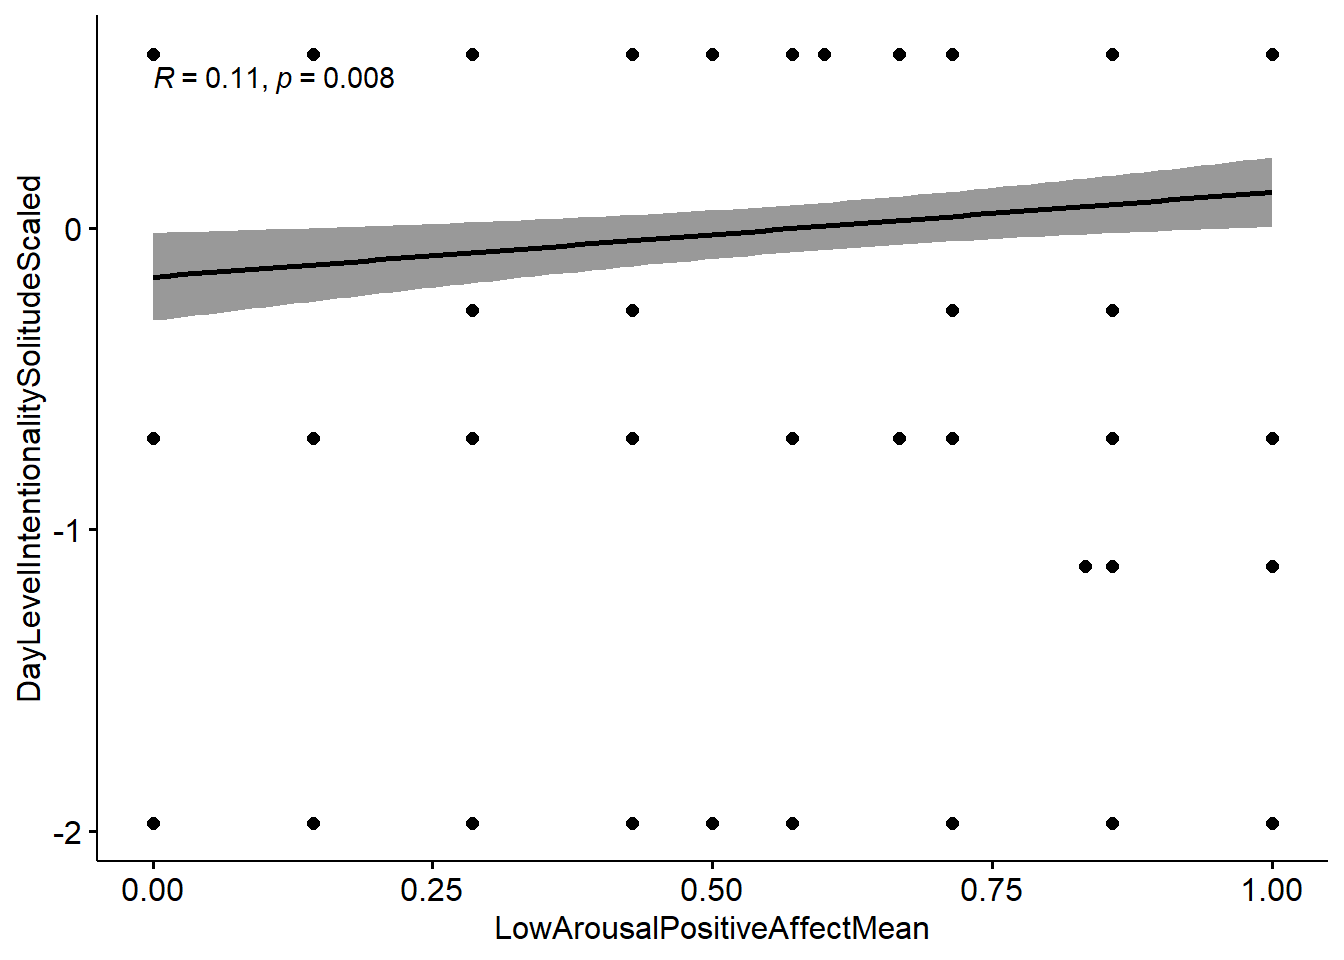 R = 0.11, p = 0.008
DayLevelIntentionalitySolitudeScaled
0
-1
-2
0.00 0.25 0.50 0.75 1.00
LowArousalPositiveAffectMean